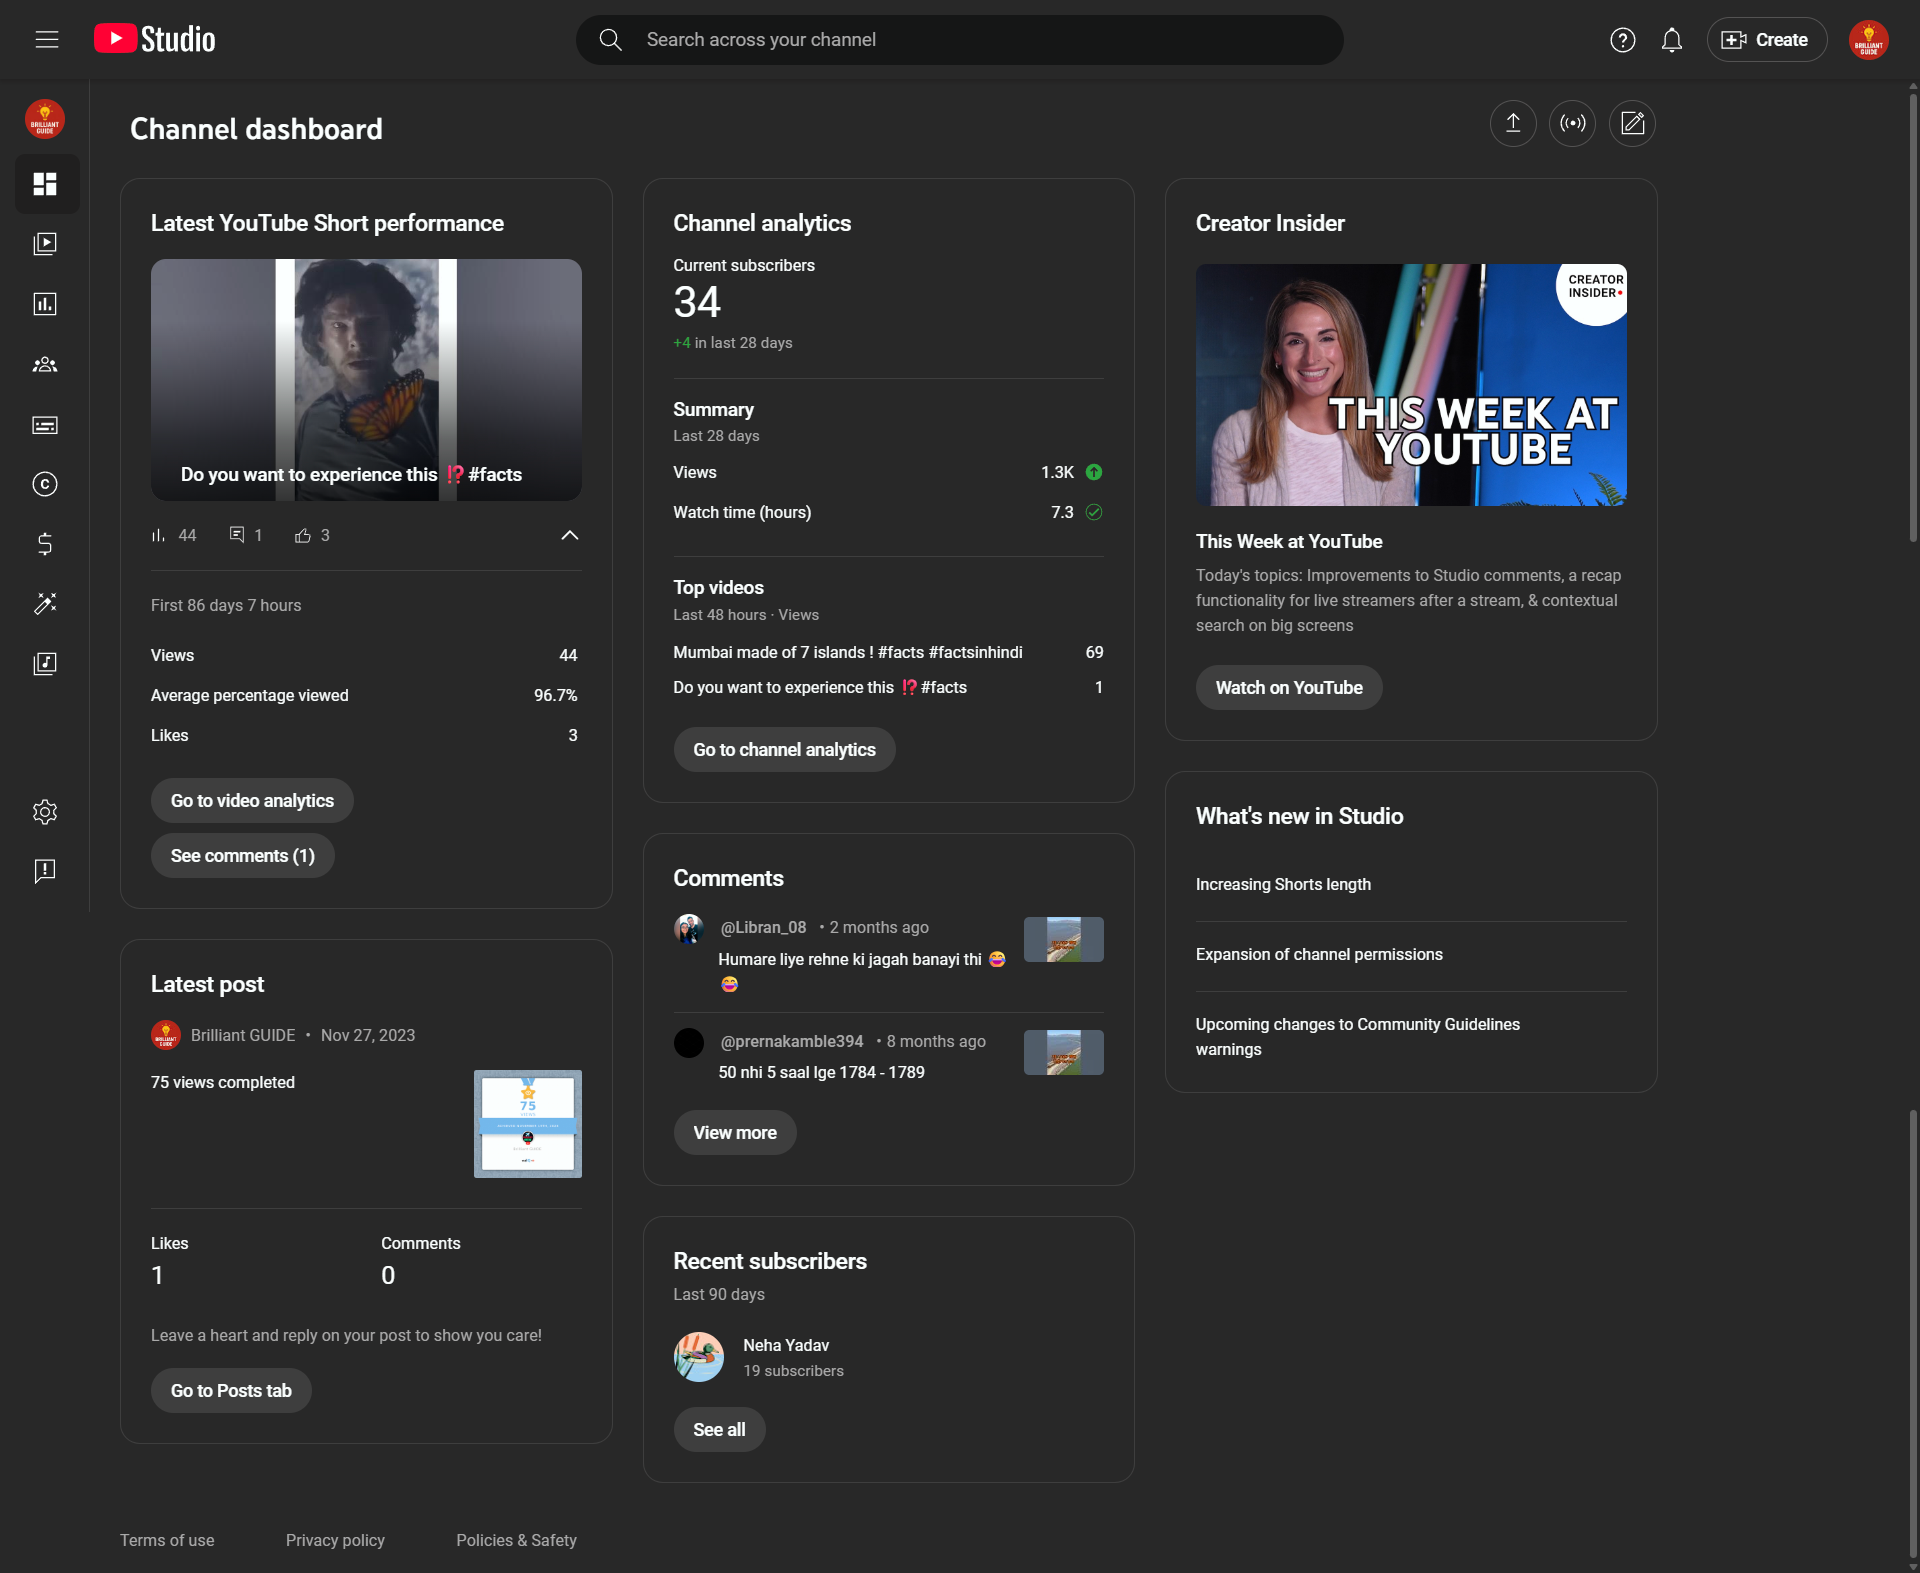 Studio
Search across your channel
Create
BRILLIANT
GUIDE
BRILLIANT
GUIDE
Channel dashboard
Latest YouTube Short performance
Do you want to experience this ⁉️ #facts
44
1
3
First 86 days 7 hours
Views 44
Average percentage viewed 96.7%
Likes 3
Go to video analytics
See comments (1)
Latest post
BRILLIANT
GUIDE
Brilliant GUIDE • Nov 27, 2023
75 views completed
75
VIEWS
Likes
1
Comments
0
Leave a heart and reply on your post to show you care!
Go to Posts tab
Channel analytics
Current subscribers
34
+4 in last 28 days
Summary
Last 28 days
Views 1.3K
Watch time (hours) 7.3
Top videos
Last 48 hours · Views
Mumbai made of 7 islands ! #facts #factsinhindi 69
Do you want to experience this ⁉️ #facts 1
Go to channel analytics
Comments
@Libran_08 • 2 months ago
Humare liye rehne ki jagah banayi thi 😂
😂
@prernakamble394 • 8 months ago
50 nhi 5 saal lge 1784 - 1789
View more
Recent subscribers
Last 90 days
Neha Yadav
19 subscribers
See all
Creator Insider
CREATOR
INSIDER
THIS WEEK AT
YOUTUBE
This Week at YouTube
Today's topics: Improvements to Studio comments, a recap
functionality for live streamers after a stream, & contextual
search on big screens
Watch on YouTube
What's new in Studio
Increasing Shorts length
Expansion of channel permissions
Upcoming changes to Community Guidelines
warnings
Terms of use
Privacy policy
Policies & Safety